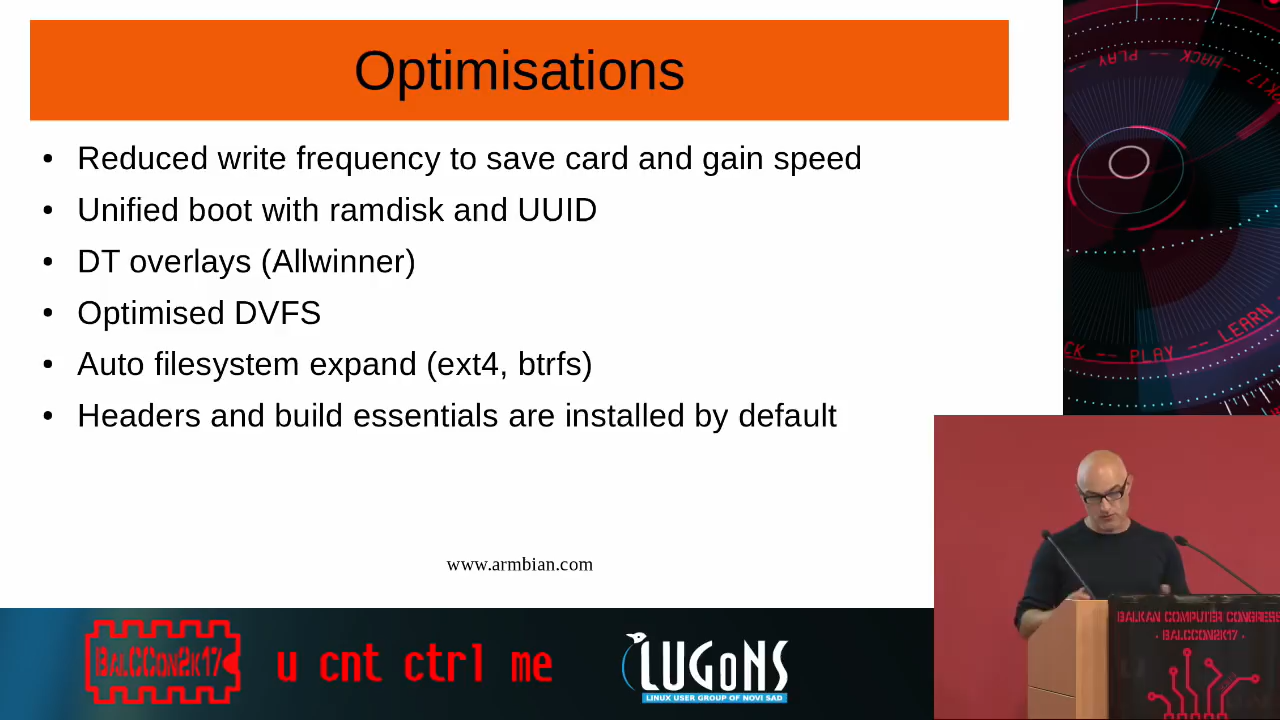 Optimisations
• Reduced write frequency to save card and gain speed
• Unified boot with ramdisk and UUID
• DT overlays (Allwinner)
• Optimised DVFS
• Auto filesystem expand (ext4, btrfs)
• Headers and build essentials are installed by default
www.armbian.com
PLAY -- HACK --
CK -- PLAY -- LEARN
BALCCON2K17
u cnt ctrl me
LUGONS
LINUX USER GROUP OF NOVI SAD
BALKAN COMPUTER CONGRESS
· BALCCON2K17 ·